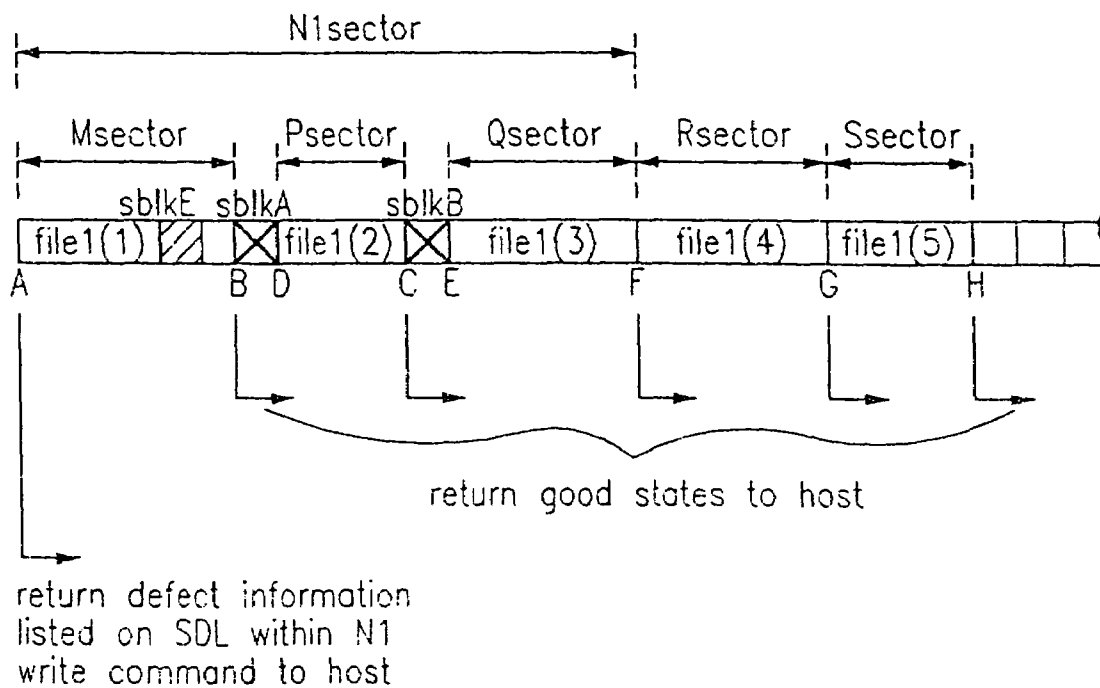 N1sector
Msector Psector Qsector Rsector Ssector
sblkE sblkA sblkB
file1(1) file1(2) file1(3) file1(4) file1(5)
A B D C E F G H
return good states to host
return defect information
listed on SDL within N1
write command to host